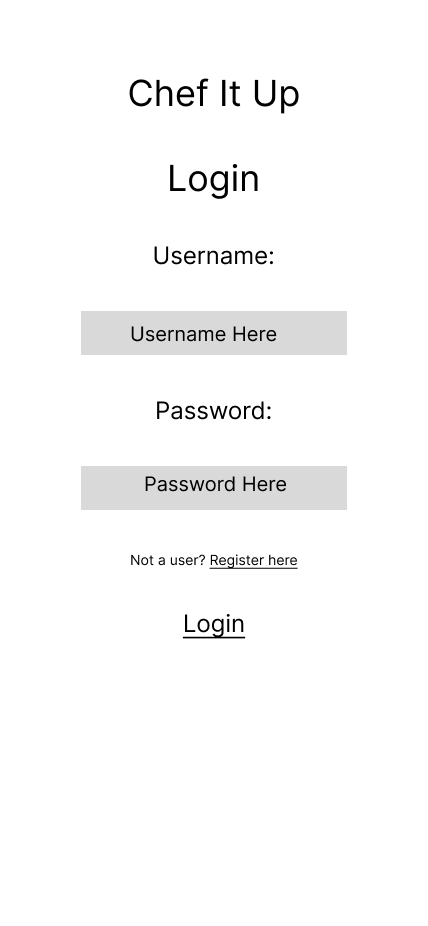 Chef It Up
Login
Username:
Username Here
Password:
Password Here
Not a user? Register here
Login